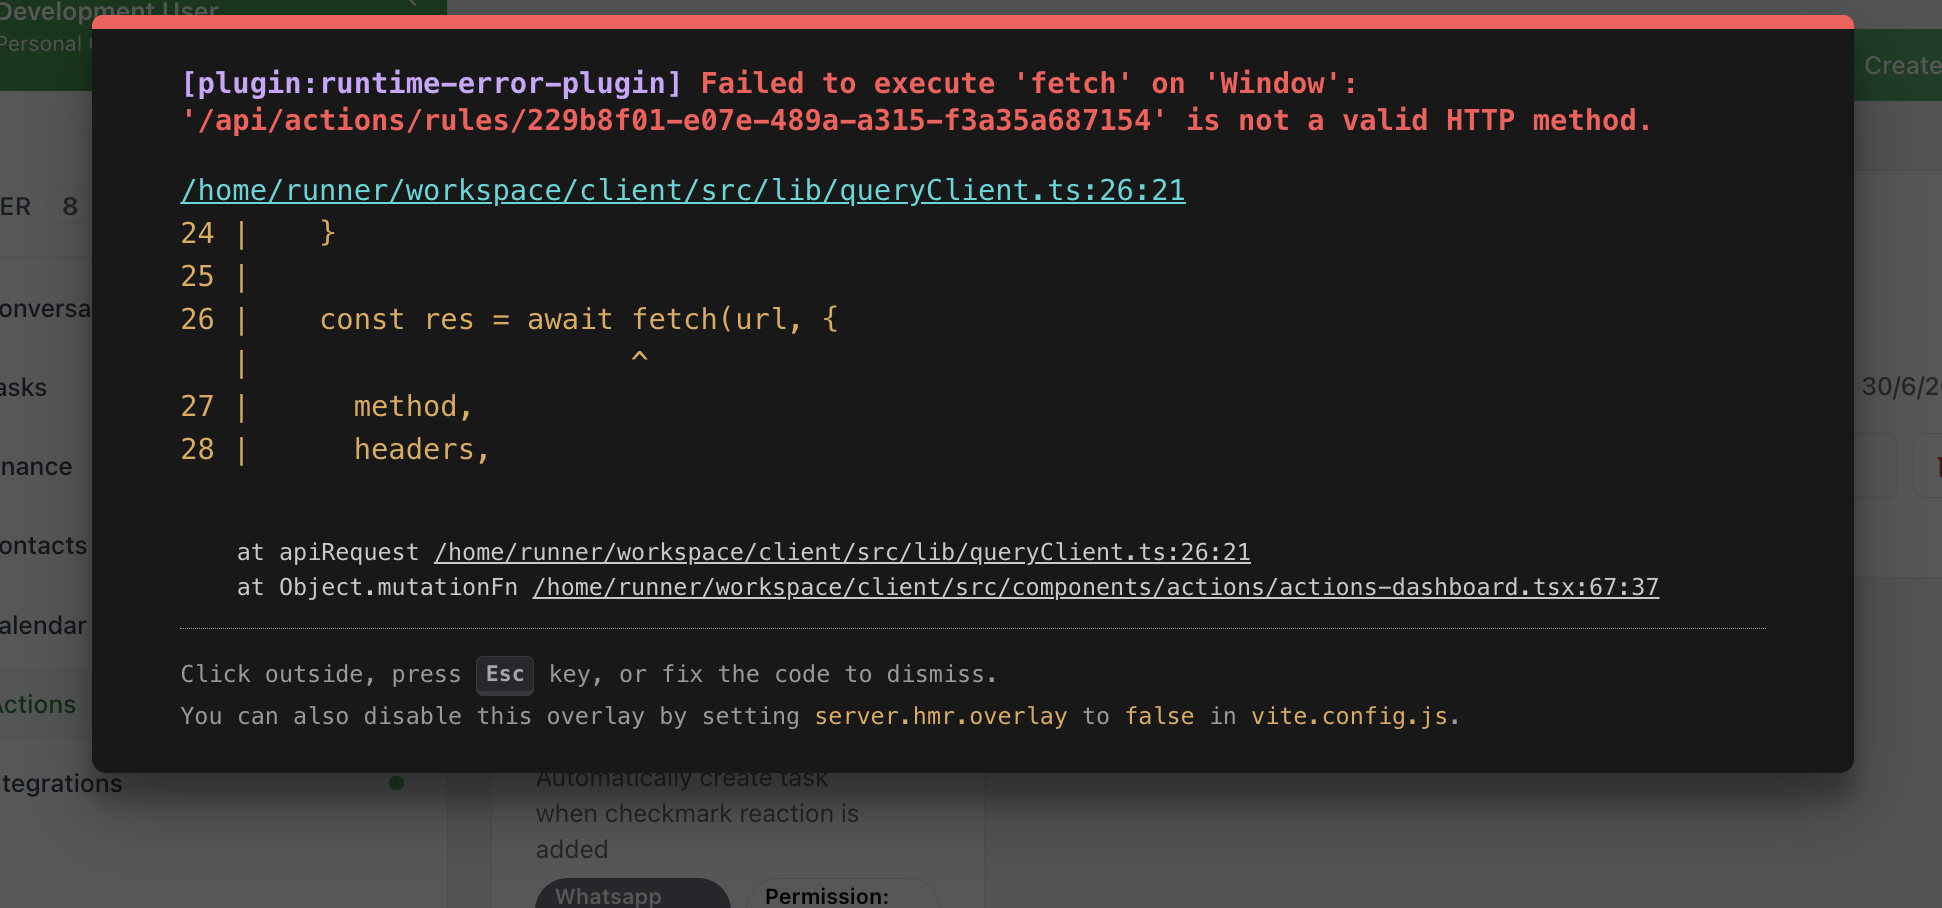 Development User
Personal
Create
[plugin:runtime-error-plugin] Failed to execute 'fetch' on 'Window':
'/api/actions/rules/229b8f01-e07e-489a-a315-f3a35a687154' is not a valid HTTP method.
/home/runner/workspace/client/src/lib/queryClient.ts:26:21
ER 8
24 |    }
25 |
26 |    const res = await fetch(url, {
|                      ^
27 |      method,
28 |      headers,
onversa
asks
30/6/2
nance
ontacts
at apiRequest /home/runner/workspace/client/src/lib/queryClient.ts:26:21
at Object.mutationFn /home/runner/workspace/client/src/components/actions/actions-dashboard.tsx:67:37
alendar
Click outside, press Esc key, or fix the code to dismiss.
Actions
You can also disable this overlay by setting server.hmr.overlay to false in vite.config.js.
tegrations
Automatically create task
when checkmark reaction is
added
Whatsapp
Permission: